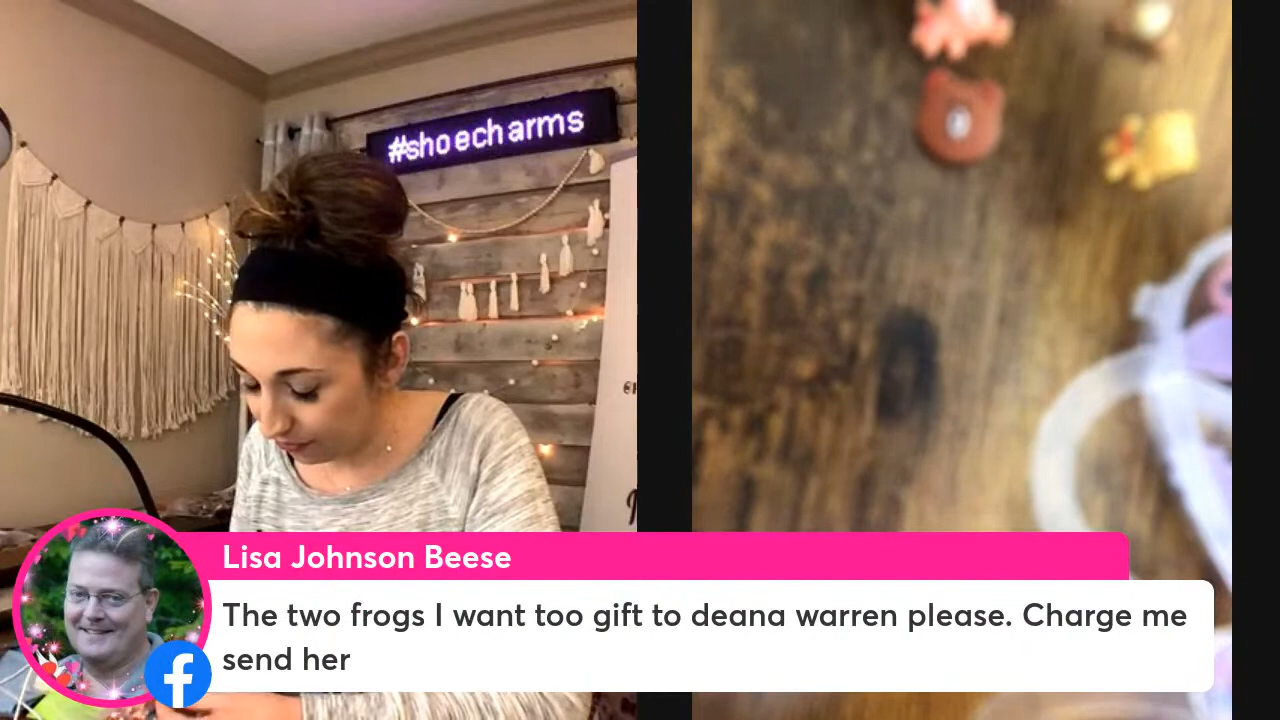 #shoecharms
Lisa Johnson Beese
The two frogs I want too gift to deana warren please. Charge me
send her